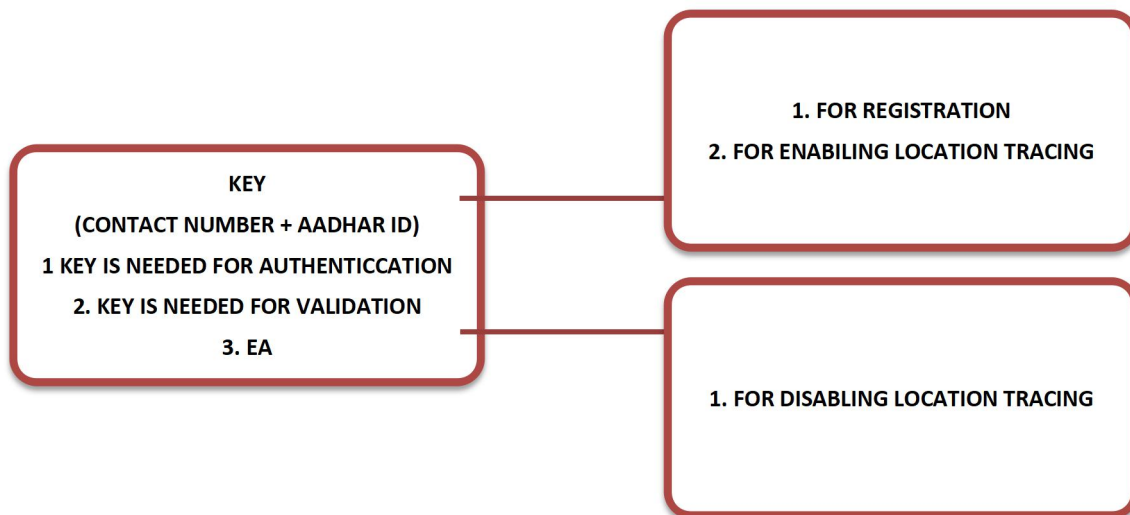 KEY
(CONTACT NUMBER + AADHAR ID)
1 KEY IS NEEDED FOR AUTHENTICCATION
2. KEY IS NEEDED FOR VALIDATION
3. EA
1. FOR REGISTRATION
2. FOR ENABILING LOCATION TRACING
1. FOR DISABLING LOCATION TRACING